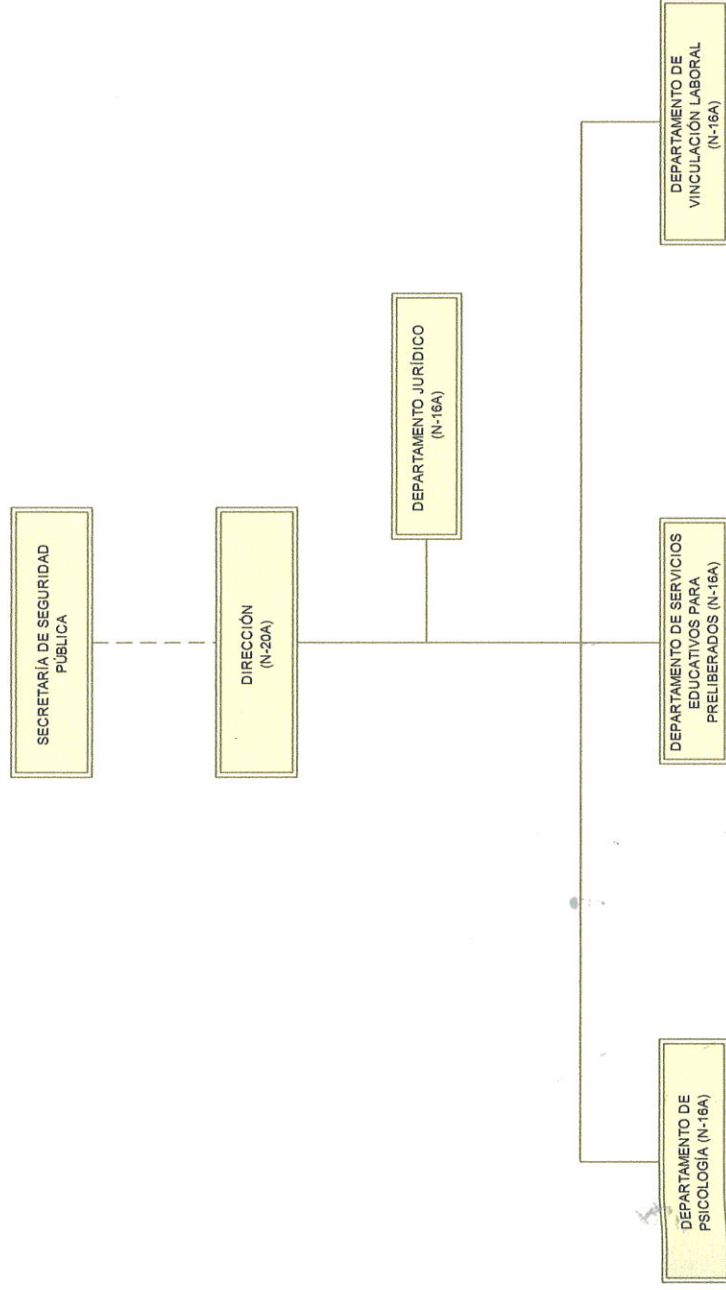 SECRETARÍA DE SEGURIDAD
PÚBLICA
DIRECCIÓN
(N-20A)
DEPARTAMENTO JURÍDICO
(N-16A)
DEPARTAMENTO DE
PSICOLOGÍA (N-16A)
DEPARTAMENTO DE SERVICIOS
EDUCATIVOS PARA
PRELIBERADOS (N-16A)
DEPARTAMENTO DE
VINCULACIÓN LABORAL
(N-16A)